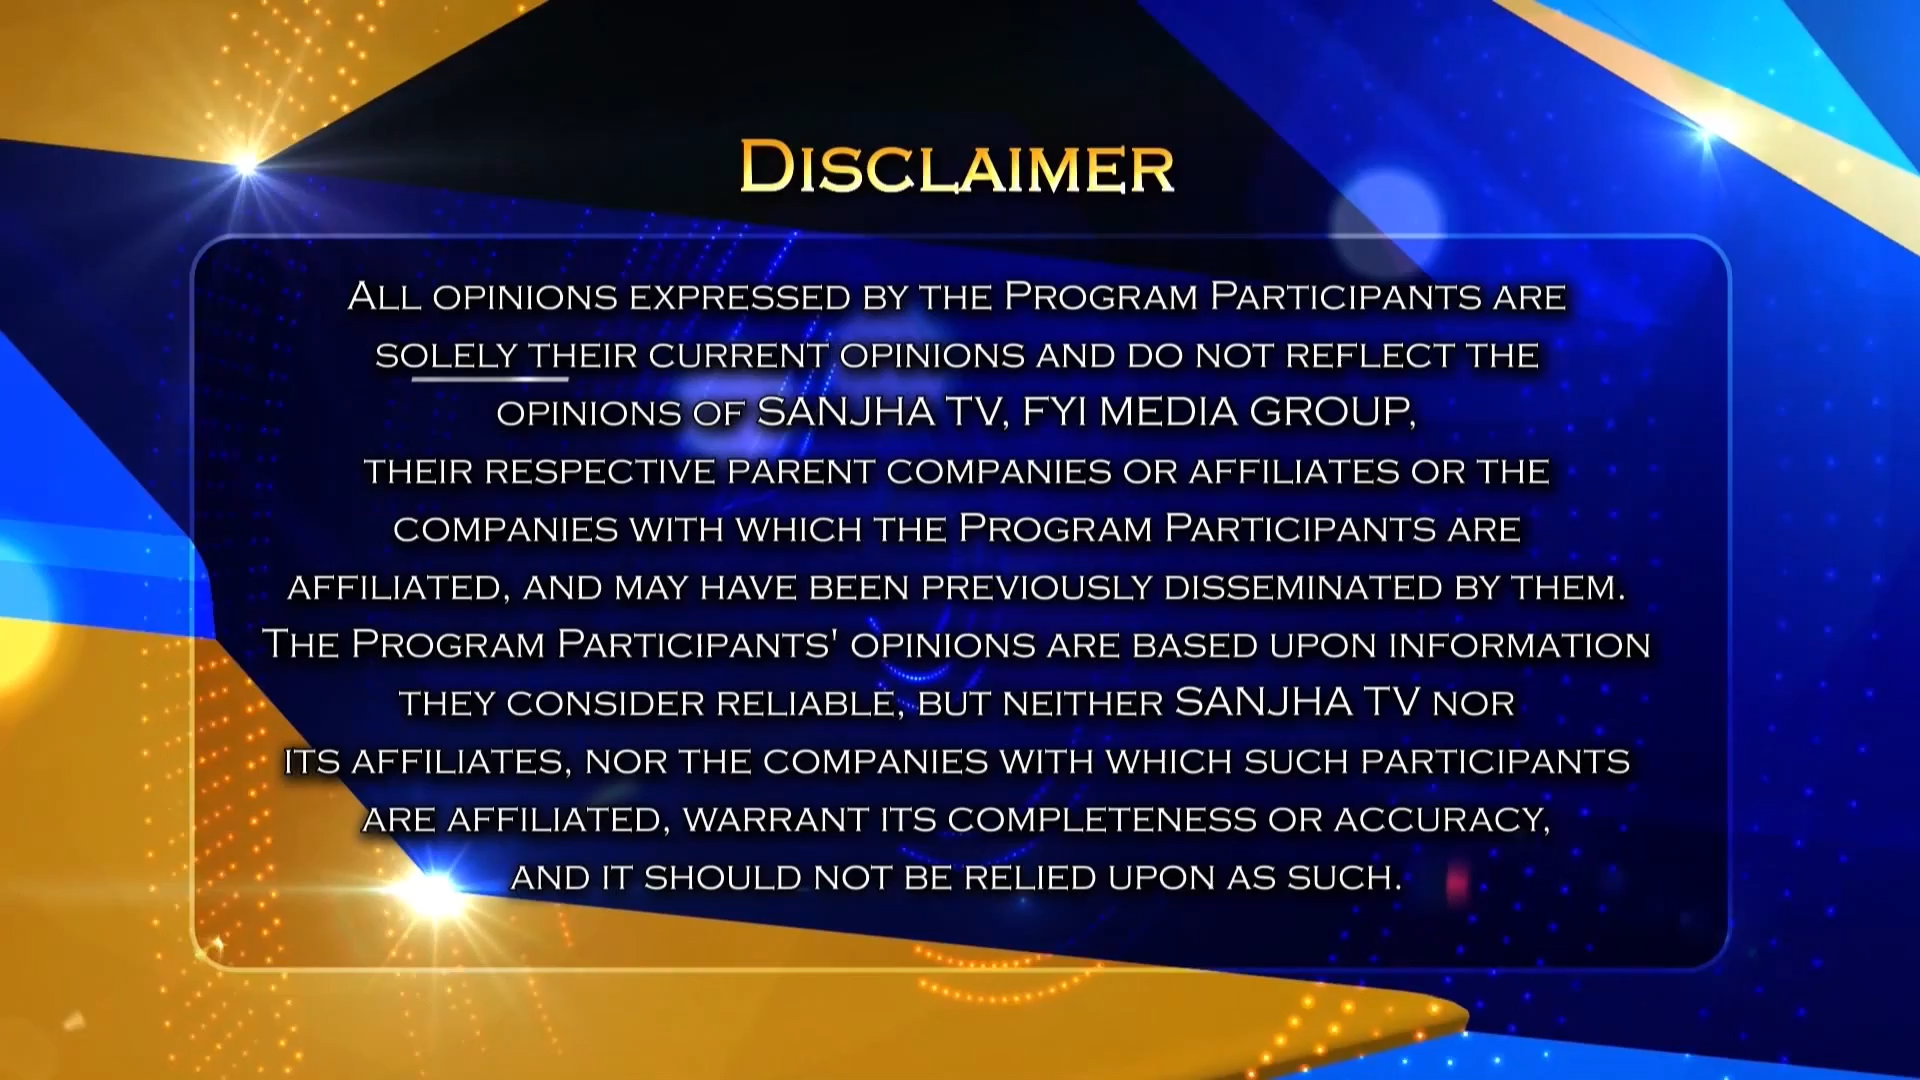 Disclaimer
All opinions expressed by the Program Participants are
solely their current opinions and do not reflect the
opinions of SANJHA TV, FYI MEDIA GROUP,
their respective parent companies or affiliates or the
companies with which the Program Participants are
affiliated, and may have been previously disseminated by them.
The Program Participants' opinions are based upon information
they consider reliable, but neither SANJHA TV nor
its affiliates, nor the companies with which such participants
are affiliated, warrant its completeness or accuracy,
and it should not be relied upon as such.